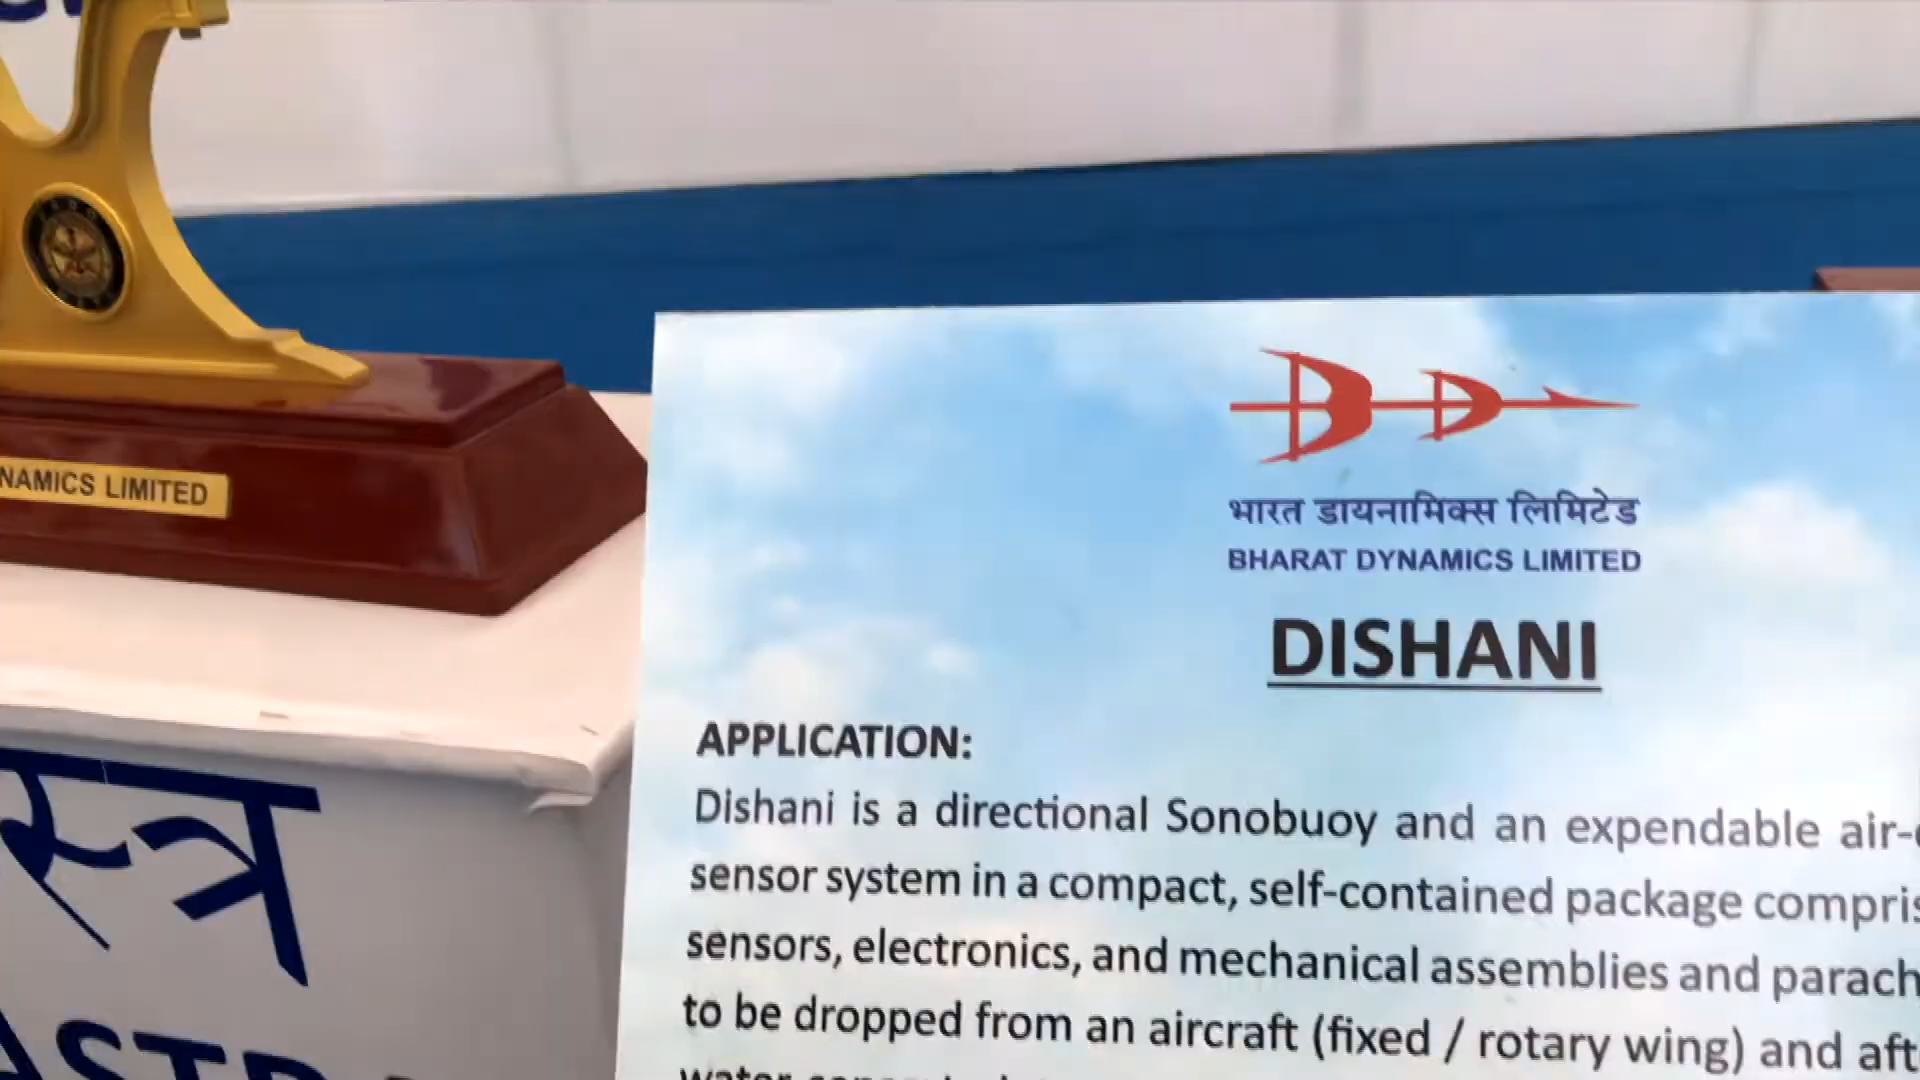 NAMICS LIMITED
भारत डायनामिक्स लिमिटेड
BHARAT DYNAMICS LIMITED
DISHANI
APPLICATION:
Dishani is a directional Sonobuoy and an expendable air-
sensor system in a compact, self-contained package compris
sensors, electronics, and mechanical assemblies and parach
to be dropped from an aircraft (fixed / rotary wing) and aft
स्त्र
ASTR